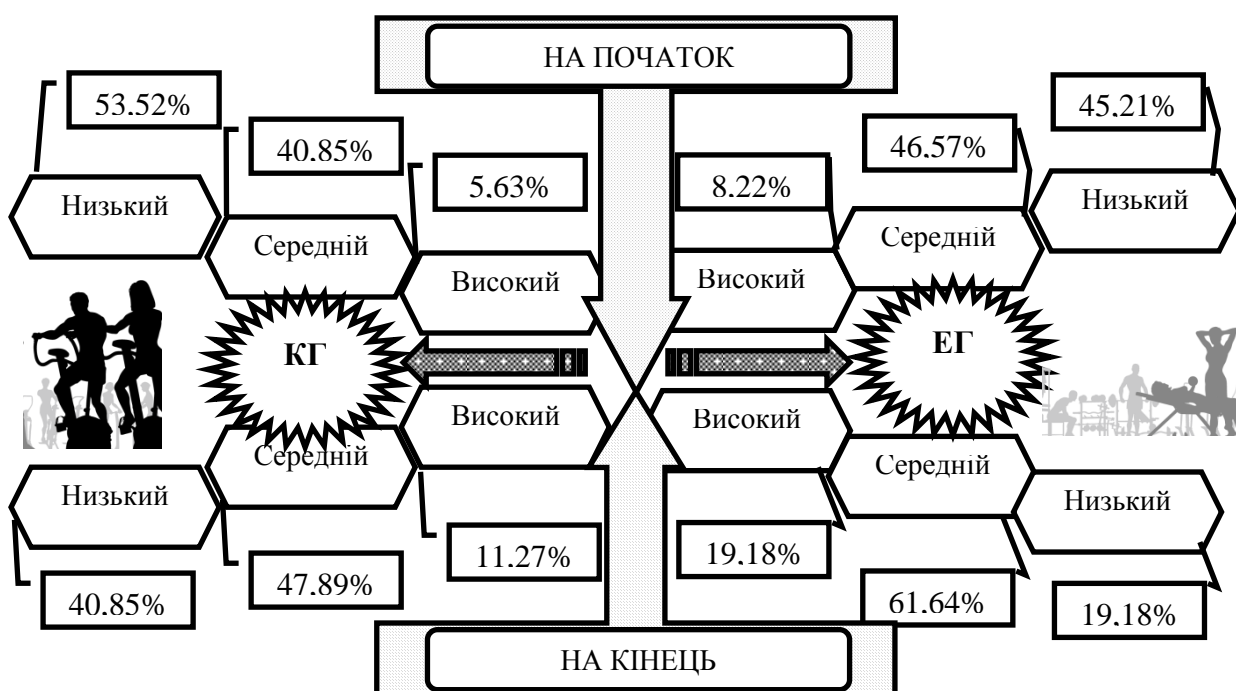 НА ПОЧАТОК
53,52%
45,21%
40,85%
46,57%
5,63%
8,22%
Низький
Низький
Середній
Середній
Високий
Високий
КГ
ЕГ
Високий
Високий
Середній
Середній
Низький
Низький
11,27%
19,18%
47,89%
61,64%
40,85%
19,18%
НА КІНЕЦЬ